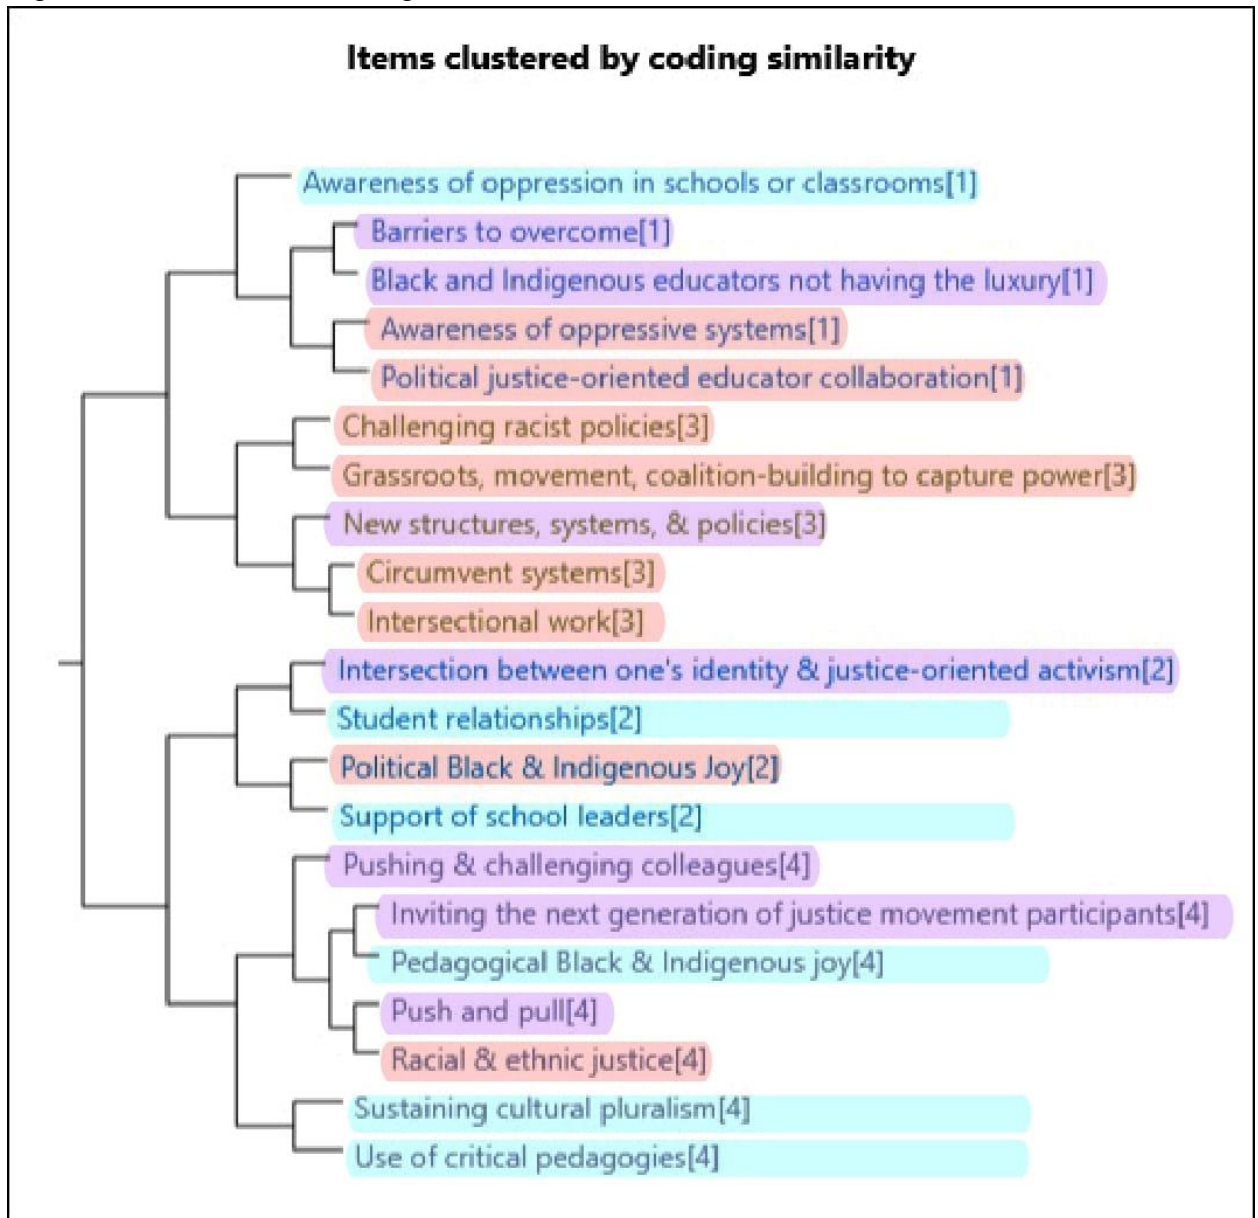 Items clustered by coding similarity
Awareness of oppression in schools or classrooms[1]
Barriers to overcome[1]
Black and Indigenous educators not having the luxury[1]
Awareness of oppressive systems[1]
Political justice-oriented educator collaboration[1]
Challenging racist policies[3]
Grassroots, movement, coalition-building to capture power[3]
New structures, systems, & policies[3]
Circumvent systems[3]
Intersectional work[3]
Intersection between one's identity & justice-oriented activism[2]
Student relationships[2]
Political Black & Indigenous Joy[2]
Support of school leaders[2]
Pushing & challenging colleagues[4]
Inviting the next generation of justice movement participants[4]
Pedagogical Black & Indigenous joy[4]
Push and pull[4]
Racial & ethnic justice[4]
Sustaining cultural pluralism[4]
Use of critical pedagogies[4]